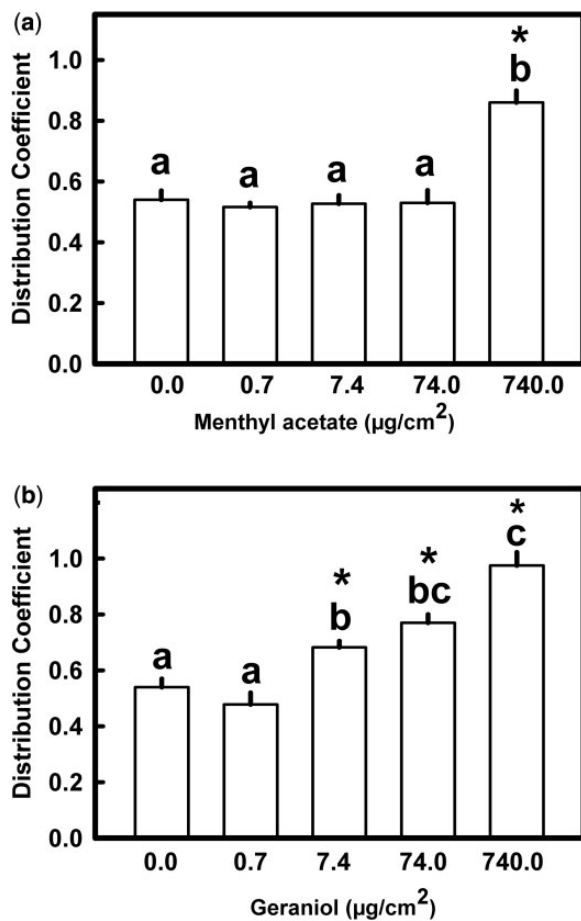 (a)
Distribution Coefficient
1.0
0.8
0.6
0.4
0.2
0.0
a
a
a
a
*
b
0.0 0.7 7.4 74.0 740.0
Menthyl acetate (µg/cm²)
(b)
Distribution Coefficient
1.0
0.8
0.6
0.4
0.2
0.0
a
a
*
b
*
bc
*
c
0.0 0.7 7.4 74.0 740.0
Geraniol (µg/cm²)